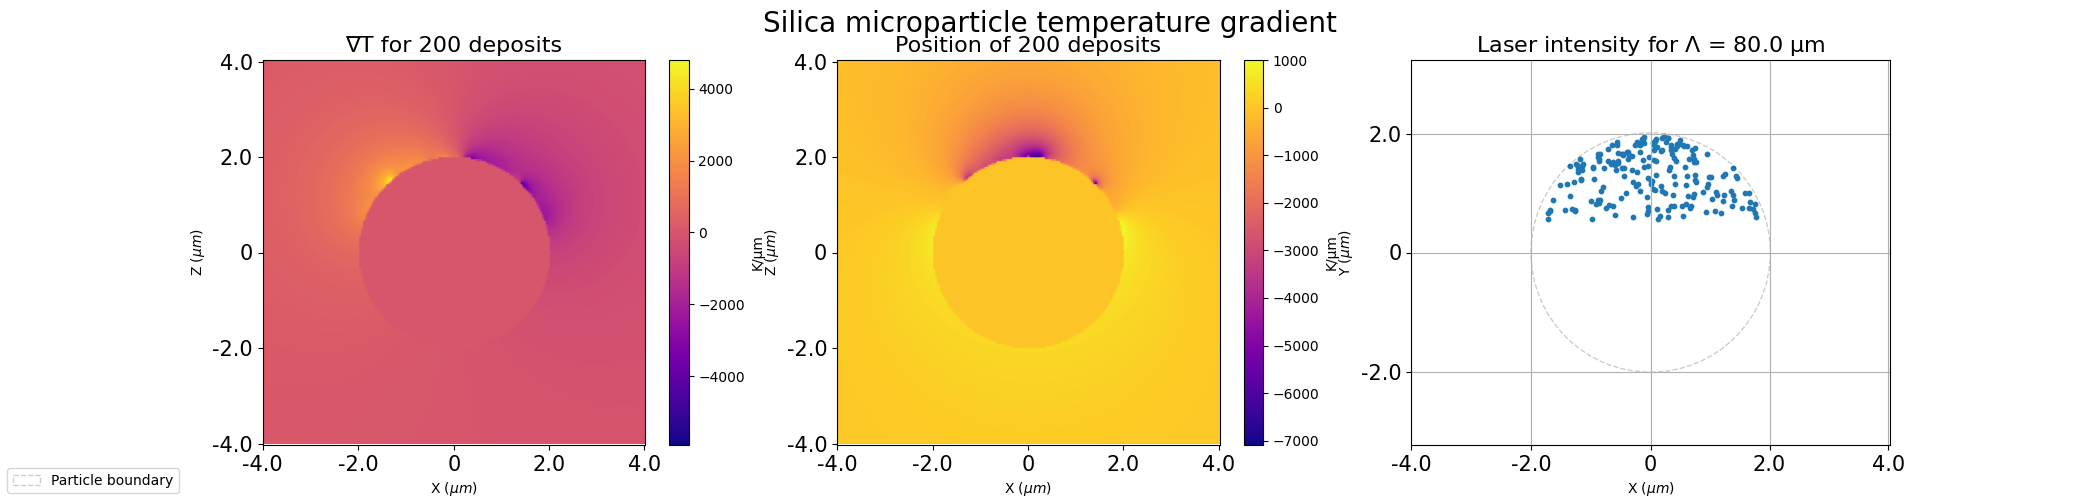 Silica microparticle temperature gradient
∇T for 200 deposits
4.0
2.0
0
-2.0
-4.0
Z (μm)
-4.0 -2.0 0 2.0 4.0
X (μm)
4000
2000
0
−2000
−4000
K/μm
Position of 200 deposits
4.0
2.0
0
-2.0
-4.0
Z (μm)
-4.0 -2.0 0 2.0 4.0
X (μm)
1000
0
−1000
−2000
−3000
−4000
−5000
−6000
−7000
K/μm
Laser intensity for Λ = 80.0 μm
2.0
0
-2.0
Y (μm)
-4.0 -2.0 0 2.0 4.0
X (μm)
Particle boundary